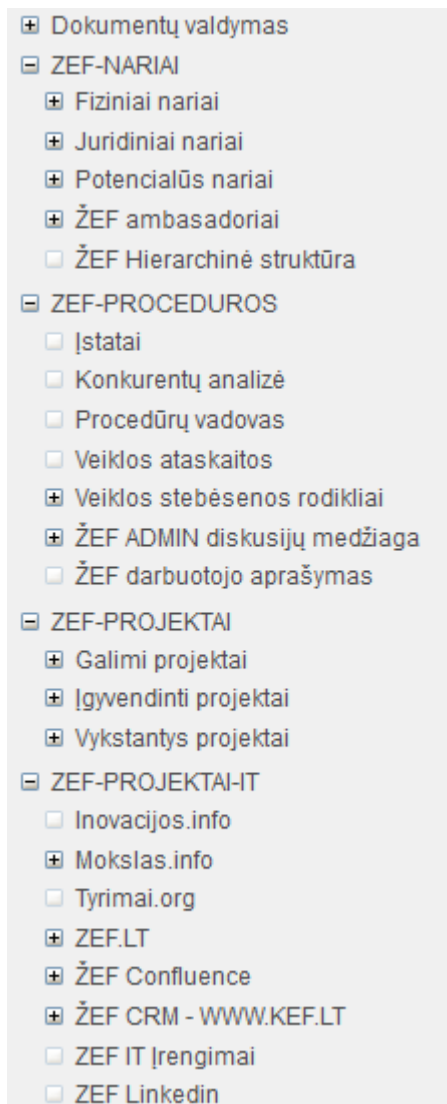 Dokumentų valdymas
ZEF-NARIAI
Fiziniai nariai
Juridiniai nariai
Potencialūs nariai
ŽEF ambasadoriai
ŽEF Hierarchinė struktūra
ZEF-PROCEDUROS
Įstatai
Konkurentų analizė
Procedūrų vadovas
Veiklos ataskaitos
Veiklos stebėsenos rodikliai
ŽEF ADMIN diskusijų medžiaga
ŽEF darbuotojo aprašymas
ZEF-PROJEKTAI
Galimi projektai
Įgyvendinti projektai
Vykstantys projektai
ZEF-PROJEKTAI-IT
Inovacijos.info
Mokslas.info
Tyrimai.org
ZEF.LT
ŽEF Confluence
ŽEF CRM - WWW.KEF.LT
ZEF IT Įrengimai
ZEF Linkedin